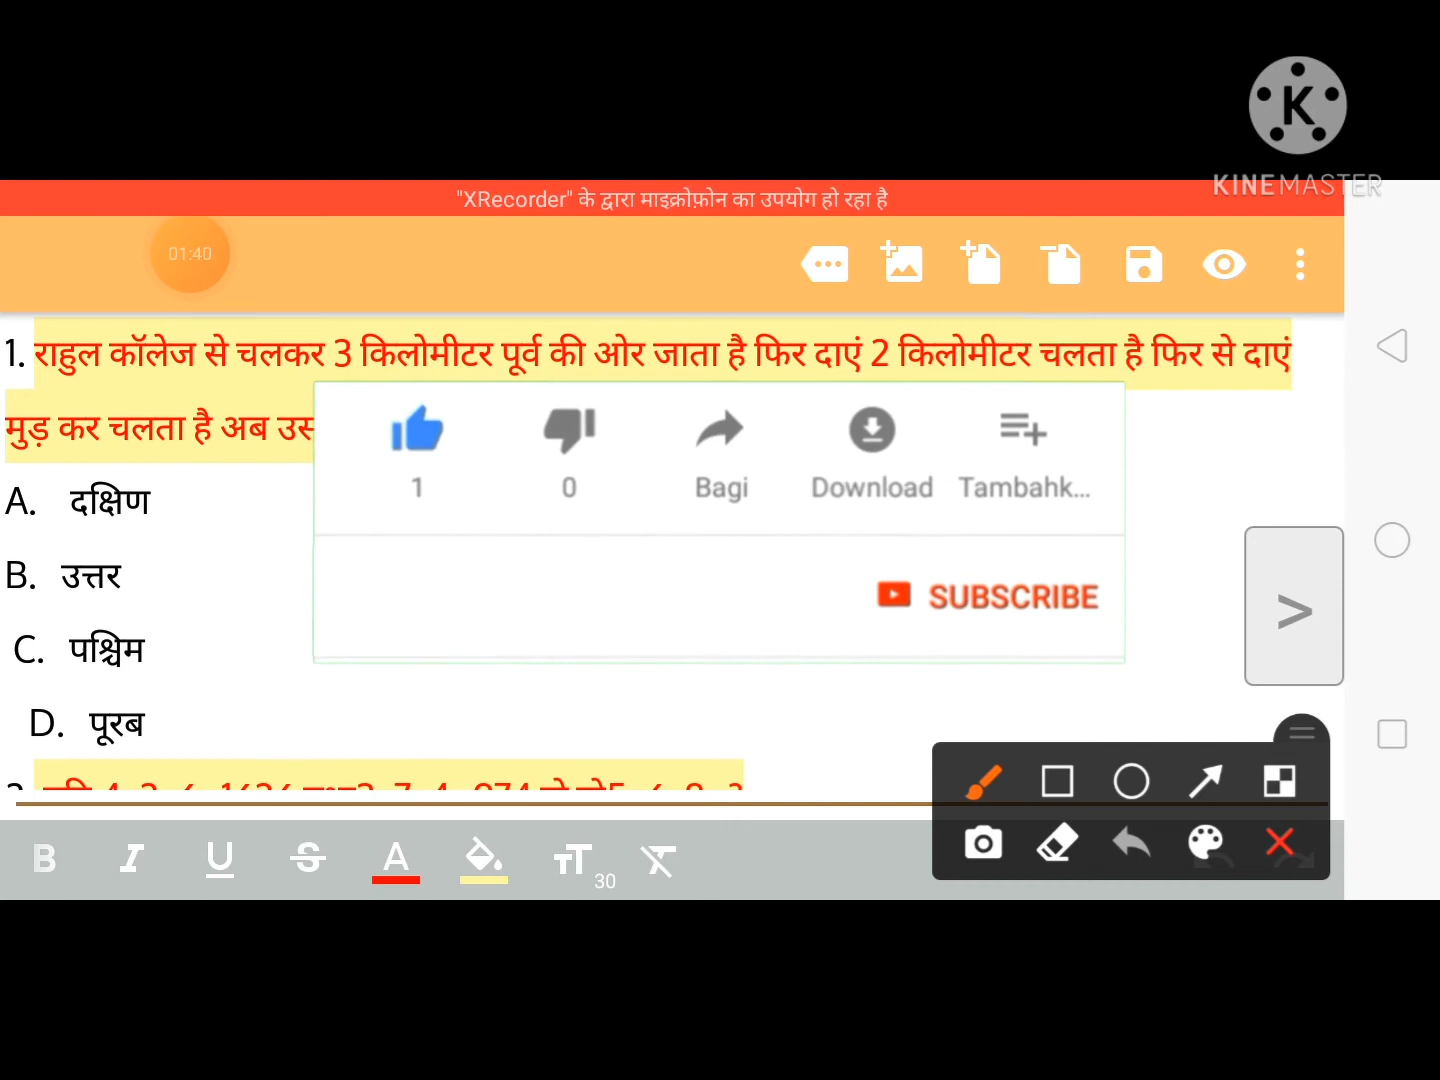 KINEMASTER
"XRecorder" के द्वारा माइक्रोफ़ोन का उपयोग हो रहा है
01:40
1. राहुल कॉलेज से चलकर 3 किलोमीटर पूर्व की ओर जाता है फिर दाएं 2 किलोमीटर चलता है फिर से दाएं
मुड़ कर चलता है अब
1 0 Bagi Download Tambahk...
A. दक्षिण
B. उत्तर
SUBSCRIBE
>
C. पश्चिम
D. पूरब
B I U S A 30